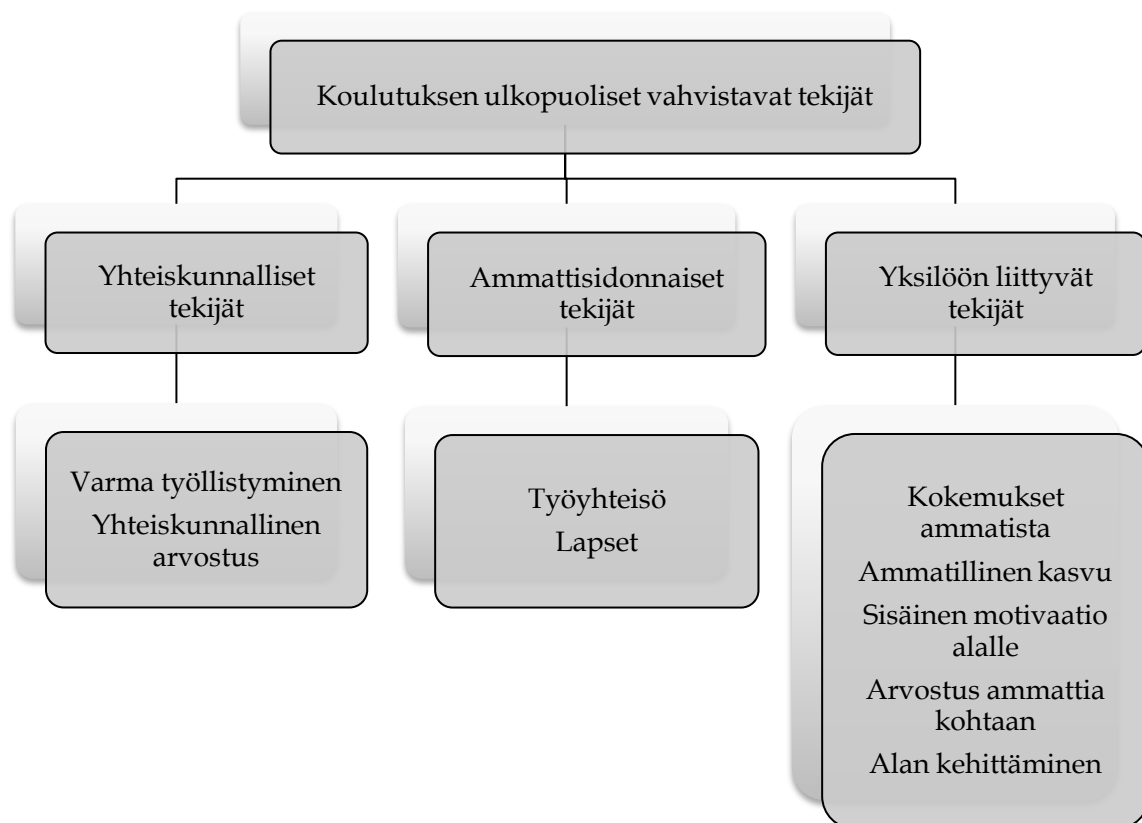 Koulutuksen ulkopuoliset vahvistavat tekijät
Yhteiskunnalliset
tekijät
Ammattisidonnaiset
tekijät
Yksilöön liittyvät
tekijät
Varma työllistyminen
Yhteiskunnallinen
arvostus
Työyhteisö
Lapset
Kokemukset
ammatista
Ammatillinen kasvu
Sisäinen motivaatio
alalle
Arvostus ammattia
kohtaan
Alan kehittäminen